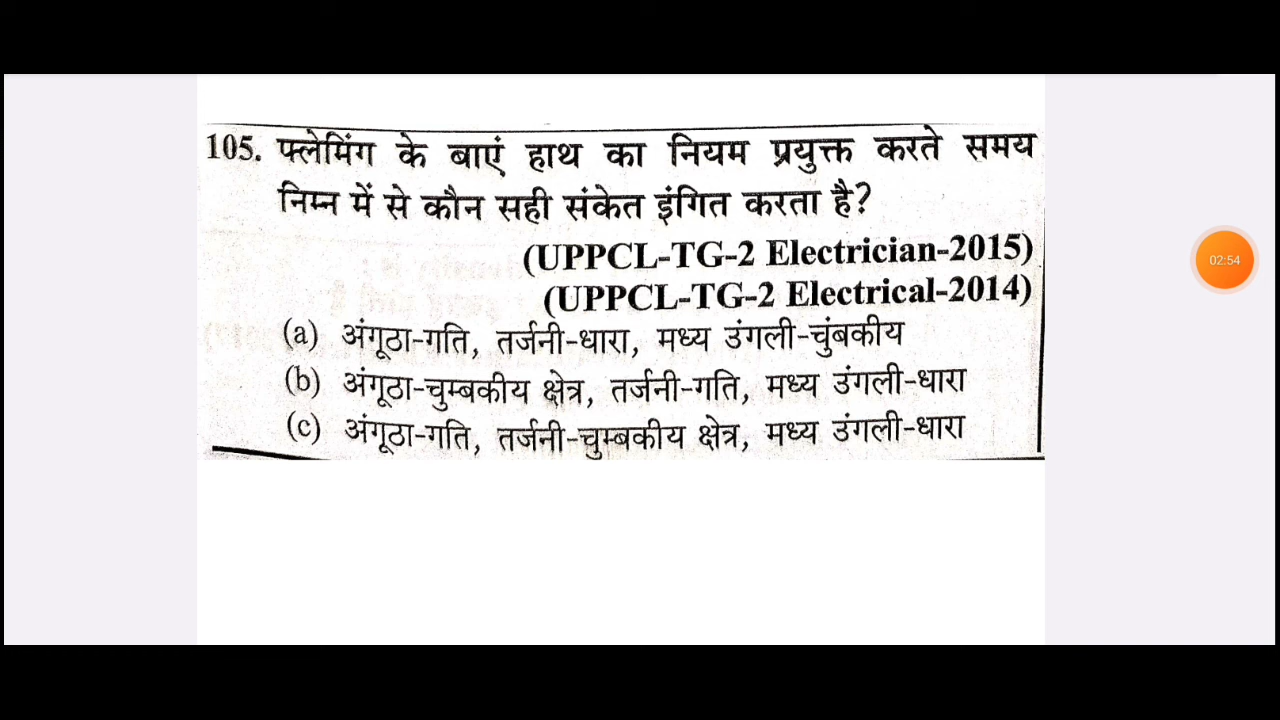 105. फ्लेमिंग के बाएं हाथ का नियम प्रयुक्त करते समय
निम्न में से कौन सही संकेत इंगित करता है?
(UPPCL-TG-2 Electrician-2015)
(UPPCL-TG-2 Electrical-2014)
(a) अंगूठा-गति, तर्जनी-धारा, मध्य उंगली-चुंबकीय
(b) अंगूठा-चुम्बकीय क्षेत्र, तर्जनी-गति, मध्य उंगली-धारा
(c) अंगूठा-गति, तर्जनी-चुम्बकीय क्षेत्र, मध्य उंगली-धारा
02:54